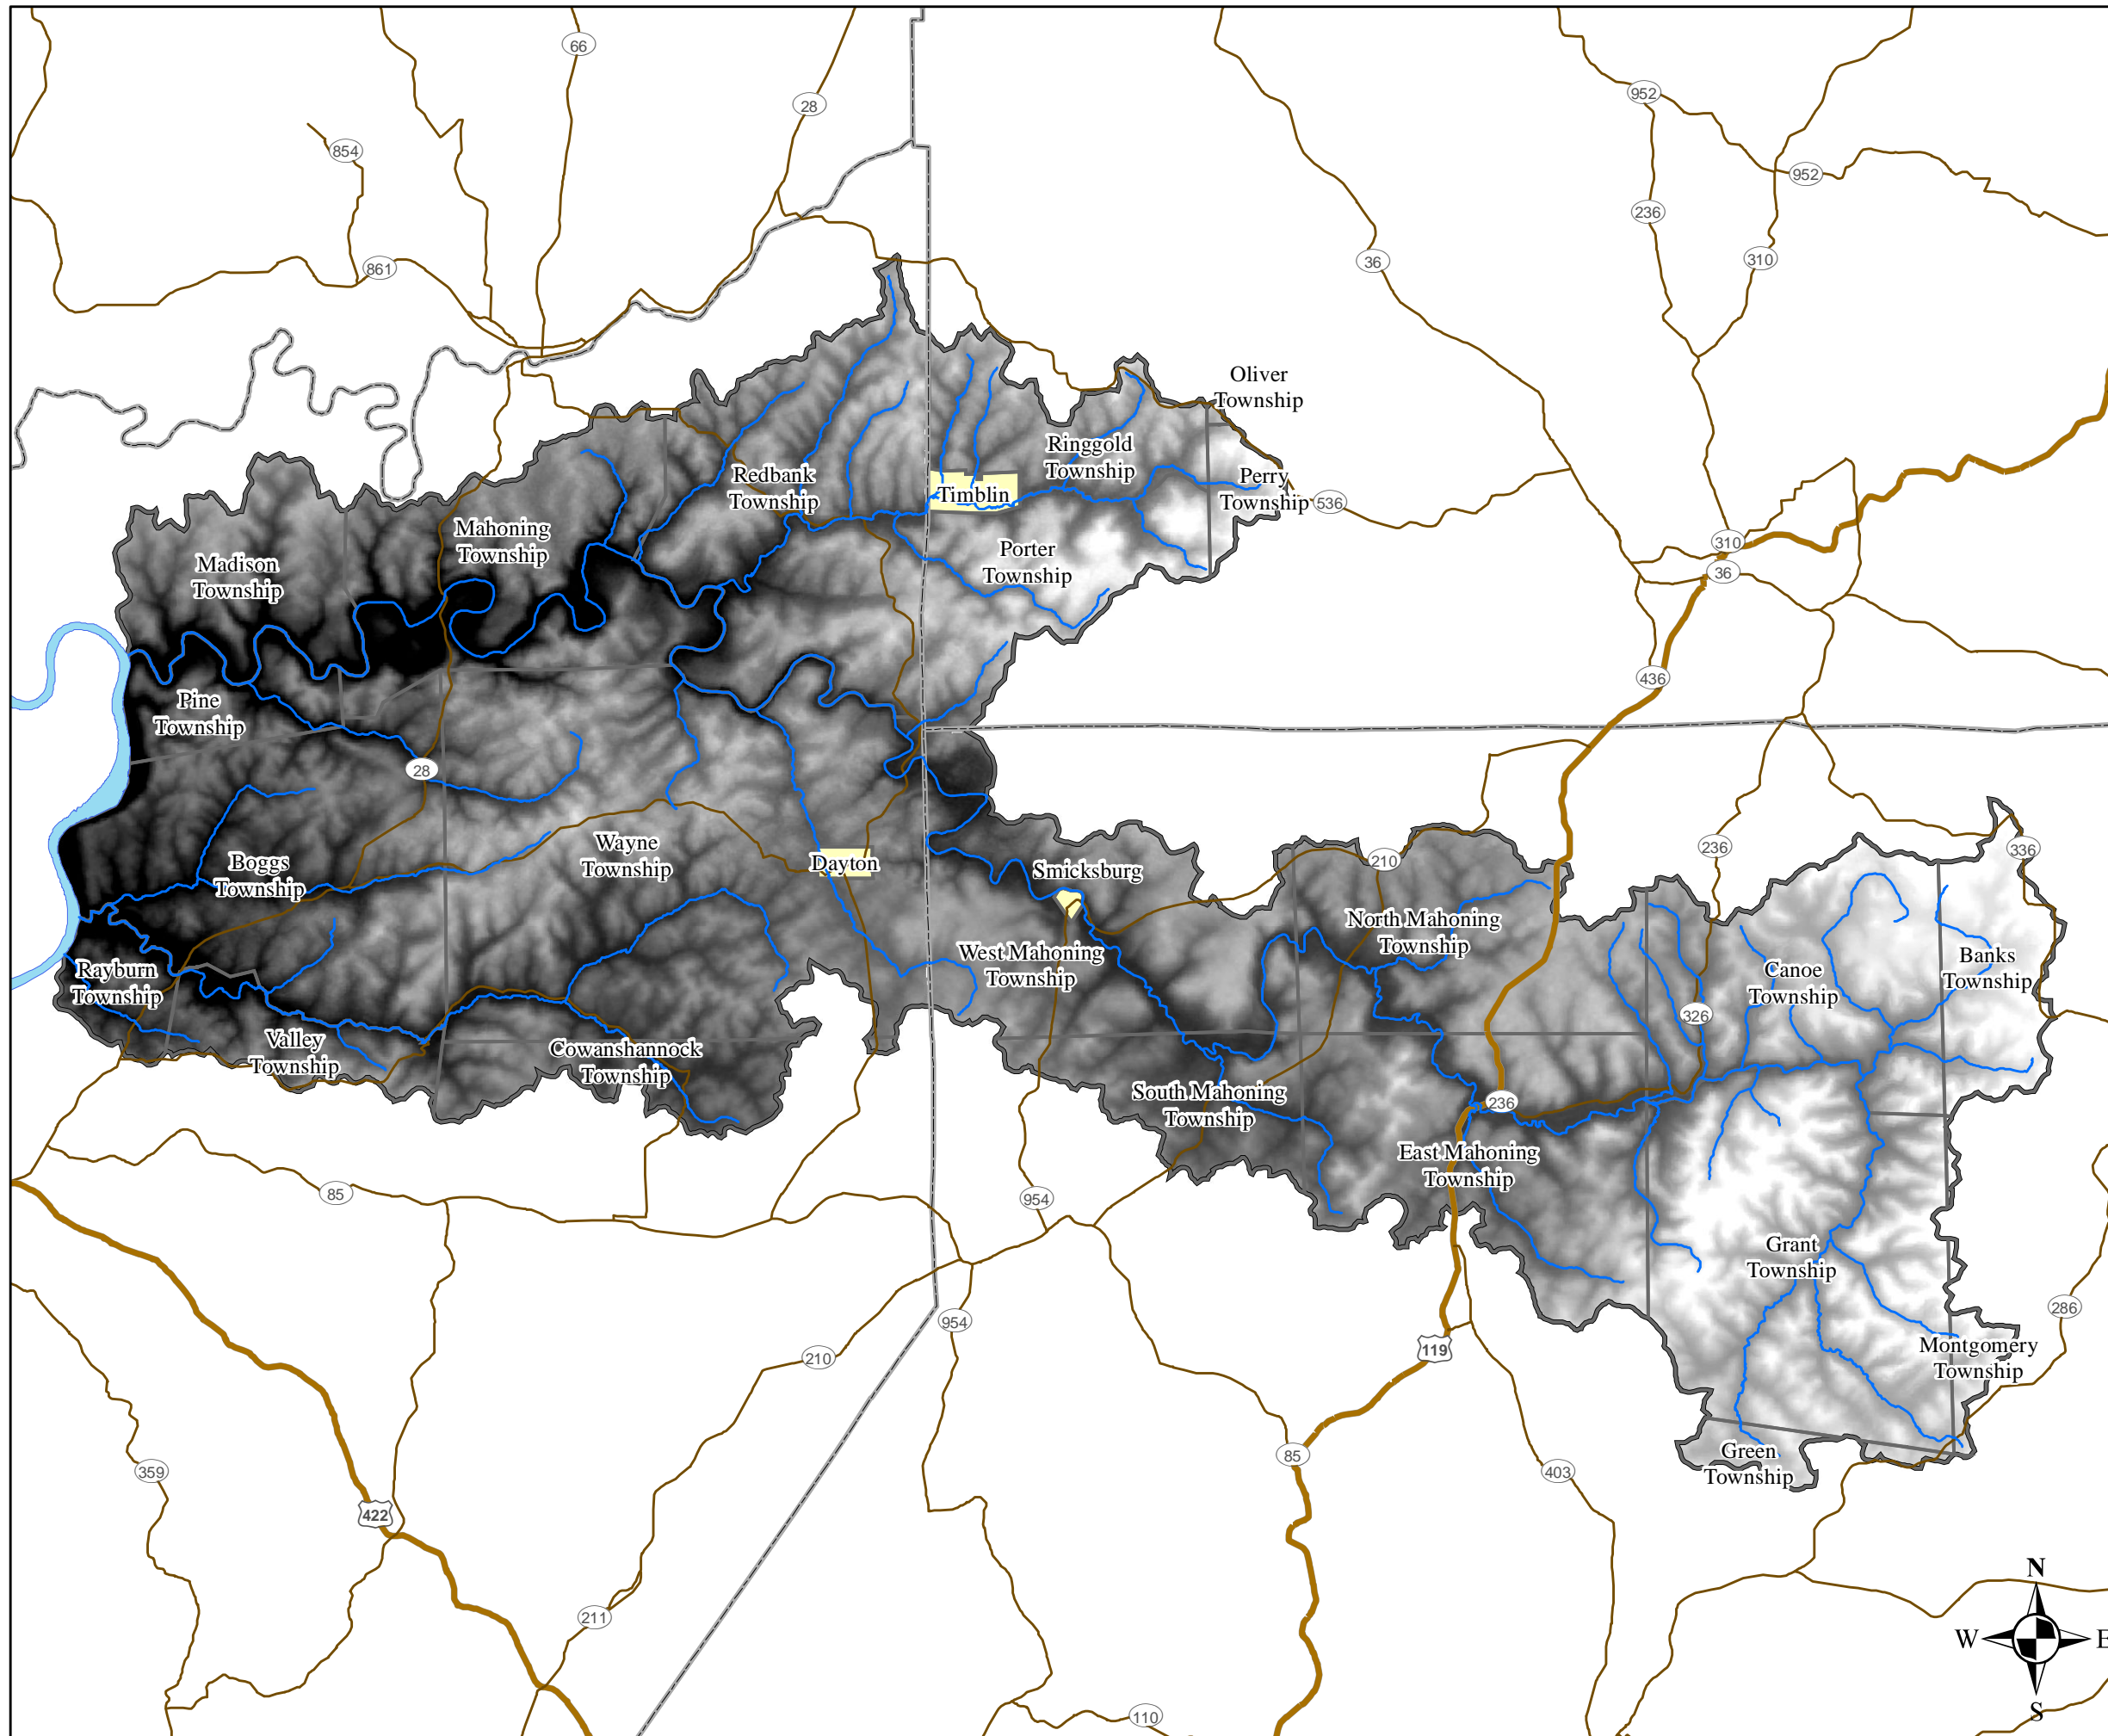 66
28
952
854
952
236
861
36
310
Oliver
Township
Ringgold
Township
Redbank
Township
Perry
Township
Timblin
536
Mahoning
Township
310
Porter
Township
Madison
Township
36
436
Pine
Township
28
Wayne
Township
Boggs
Township
Dayton
Smicksburg
210
236
336
North Mahoning
Township
West Mahoning
Township
Canoe
Township
Banks
Township
Rayburn
Township
326
Valley
Township
Cowanshannock
Township
South Mahoning
Township
236
East Mahoning
Township
85
954
Grant
Township
286
954
119
210
Montgomery
Township
85
Green
Township
359
403
422
N
211
W
E
S
110